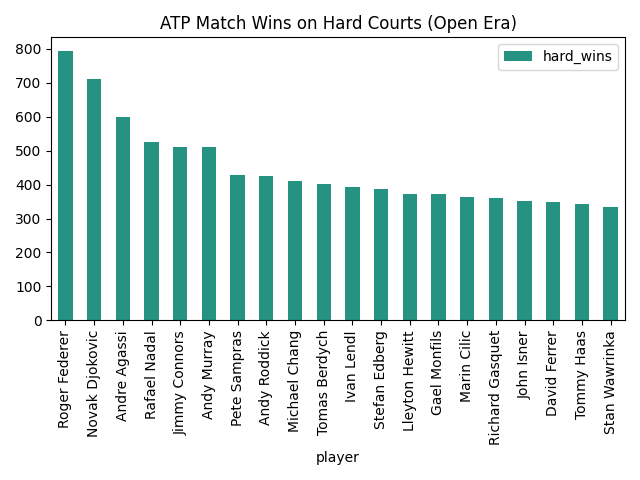 ATP Match Wins on Hard Courts (Open Era)
hard_wins
800
700
600
500
400
300
200
100
0
Roger Federer
Novak Djokovic
Andre Agassi
Rafael Nadal
Jimmy Connors
Andy Murray
Pete Sampras
Andy Roddick
Michael Chang
Tomas Berdych
Ivan Lendl
Stefan Edberg
Lleyton Hewitt
Gael Monfils
Marin Cilic
Richard Gasquet
John Isner
David Ferrer
Tommy Haas
Stan Wawrinka
player